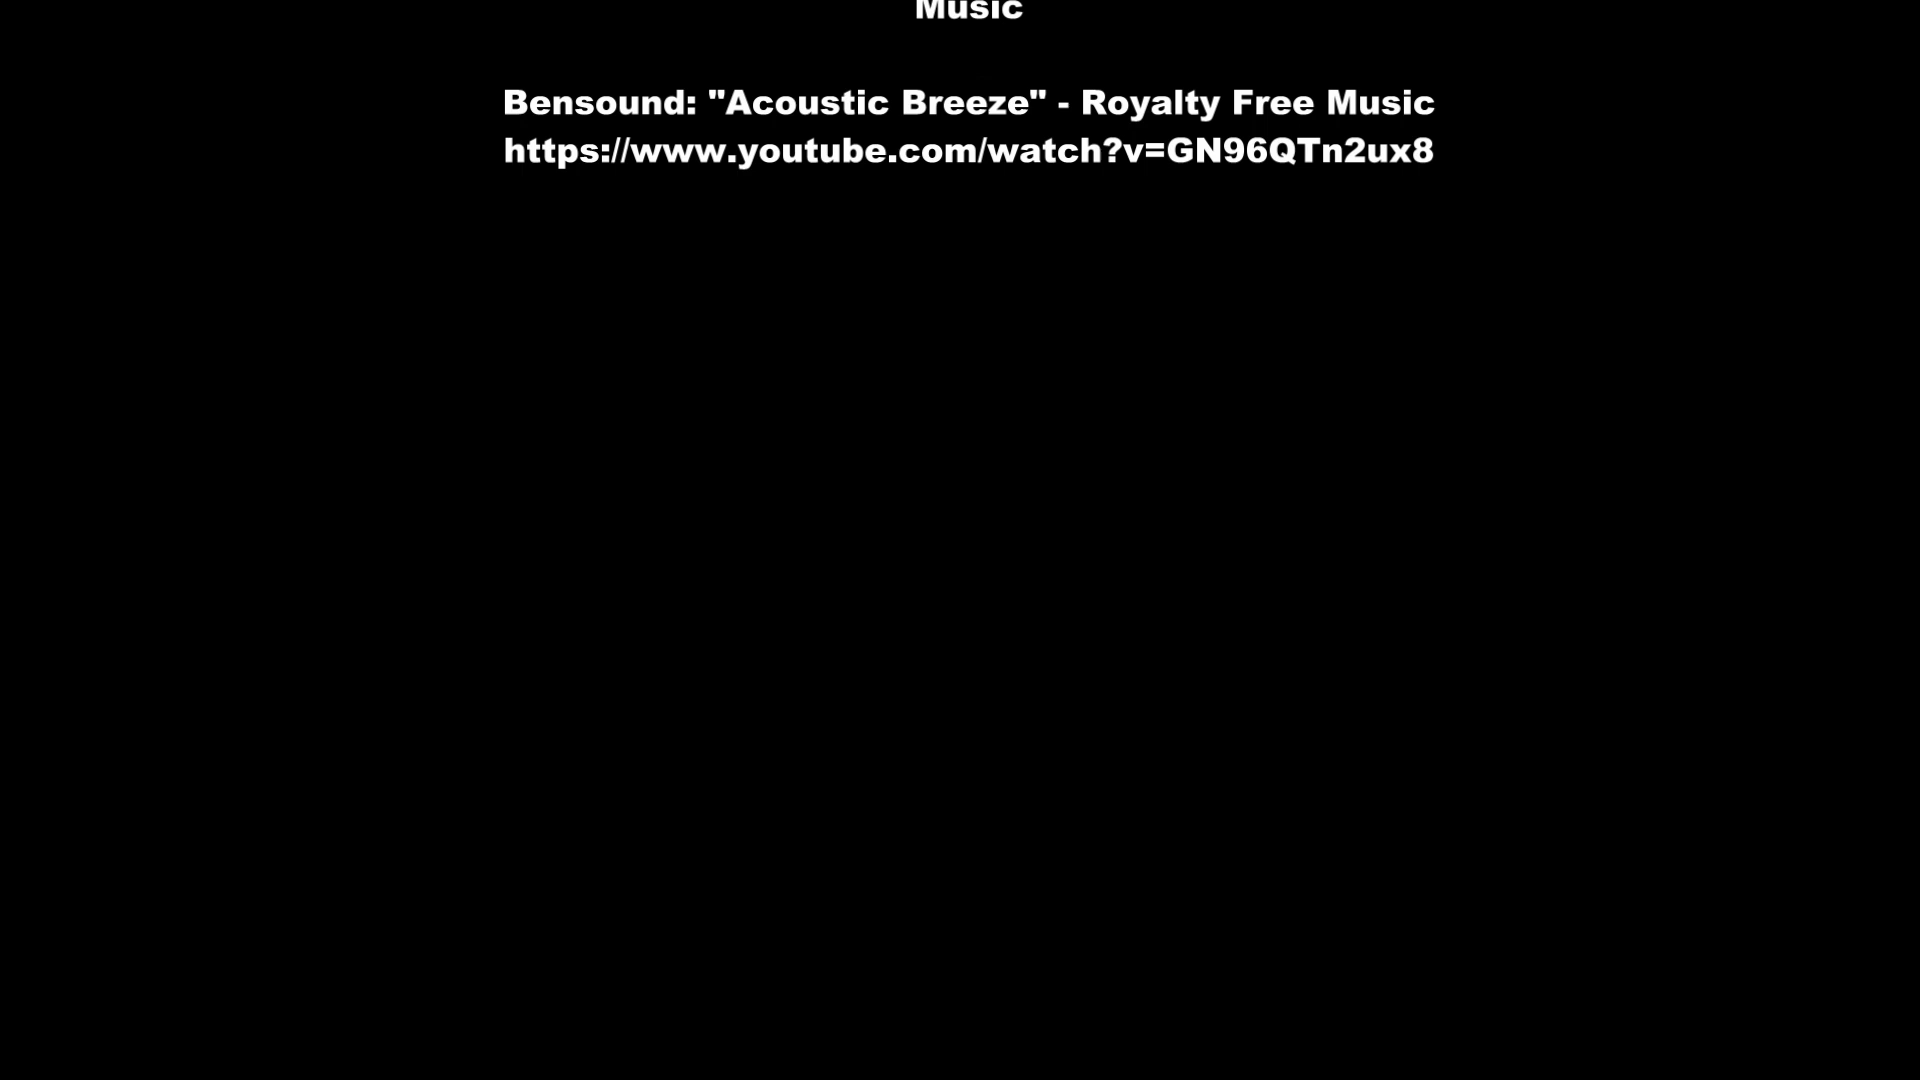 Music
Bensound: "Acoustic Breeze" - Royalty Free Music
https://www.youtube.com/watch?v=GN96QTn2ux8